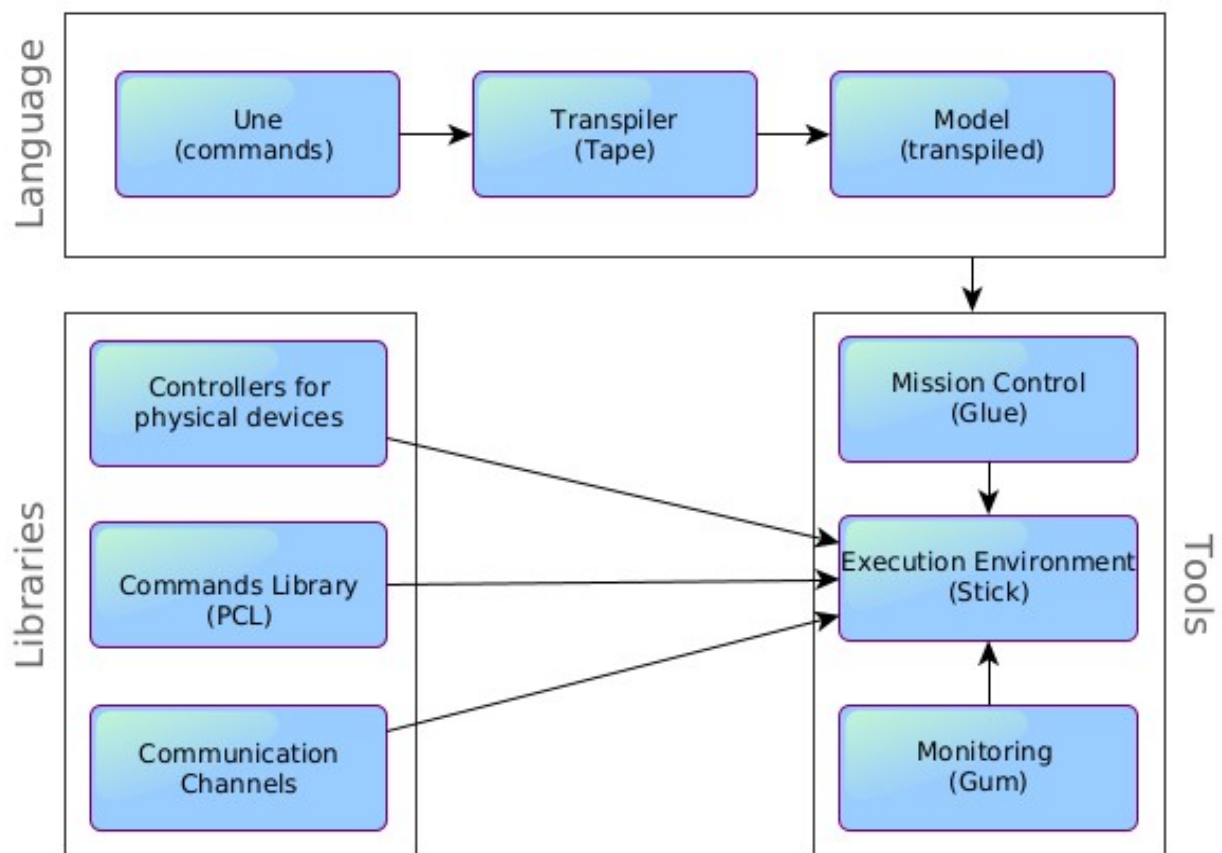 Language
Une
(commands)
Transpiler
(Tape)
Model
(transpiled)
Libraries
Controllers for
physical devices
Commands Library
(PCL)
Communication
Channels
Mission Control
(Glue)
Execution Environment
(Stick)
Monitoring
(Gum)
Tools